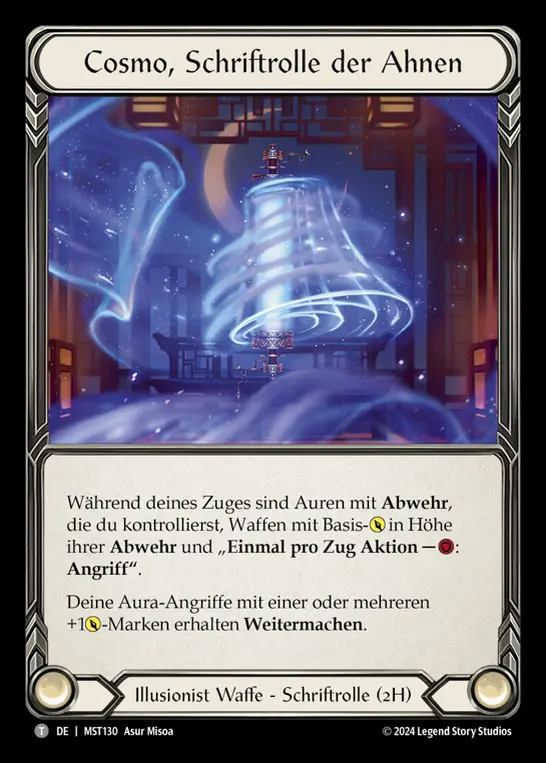 Cosmo, Schriftrolle der Ahnen
Während deines Zuges sind Auren mit Abwehr,
die du kontrollierst, Waffen mit Basis- in Höhe
ihrer Abwehr und „Einmal pro Zug Aktion — :
Angriff“.
Deine Aura-Angriffe mit einer oder mehreren
+1 -Marken erhalten Weitermachen.
Illusionist Waffe - Schriftrolle (2H)
T DE | MST130 Asur Misoa
© 2024 Legend Story Studios